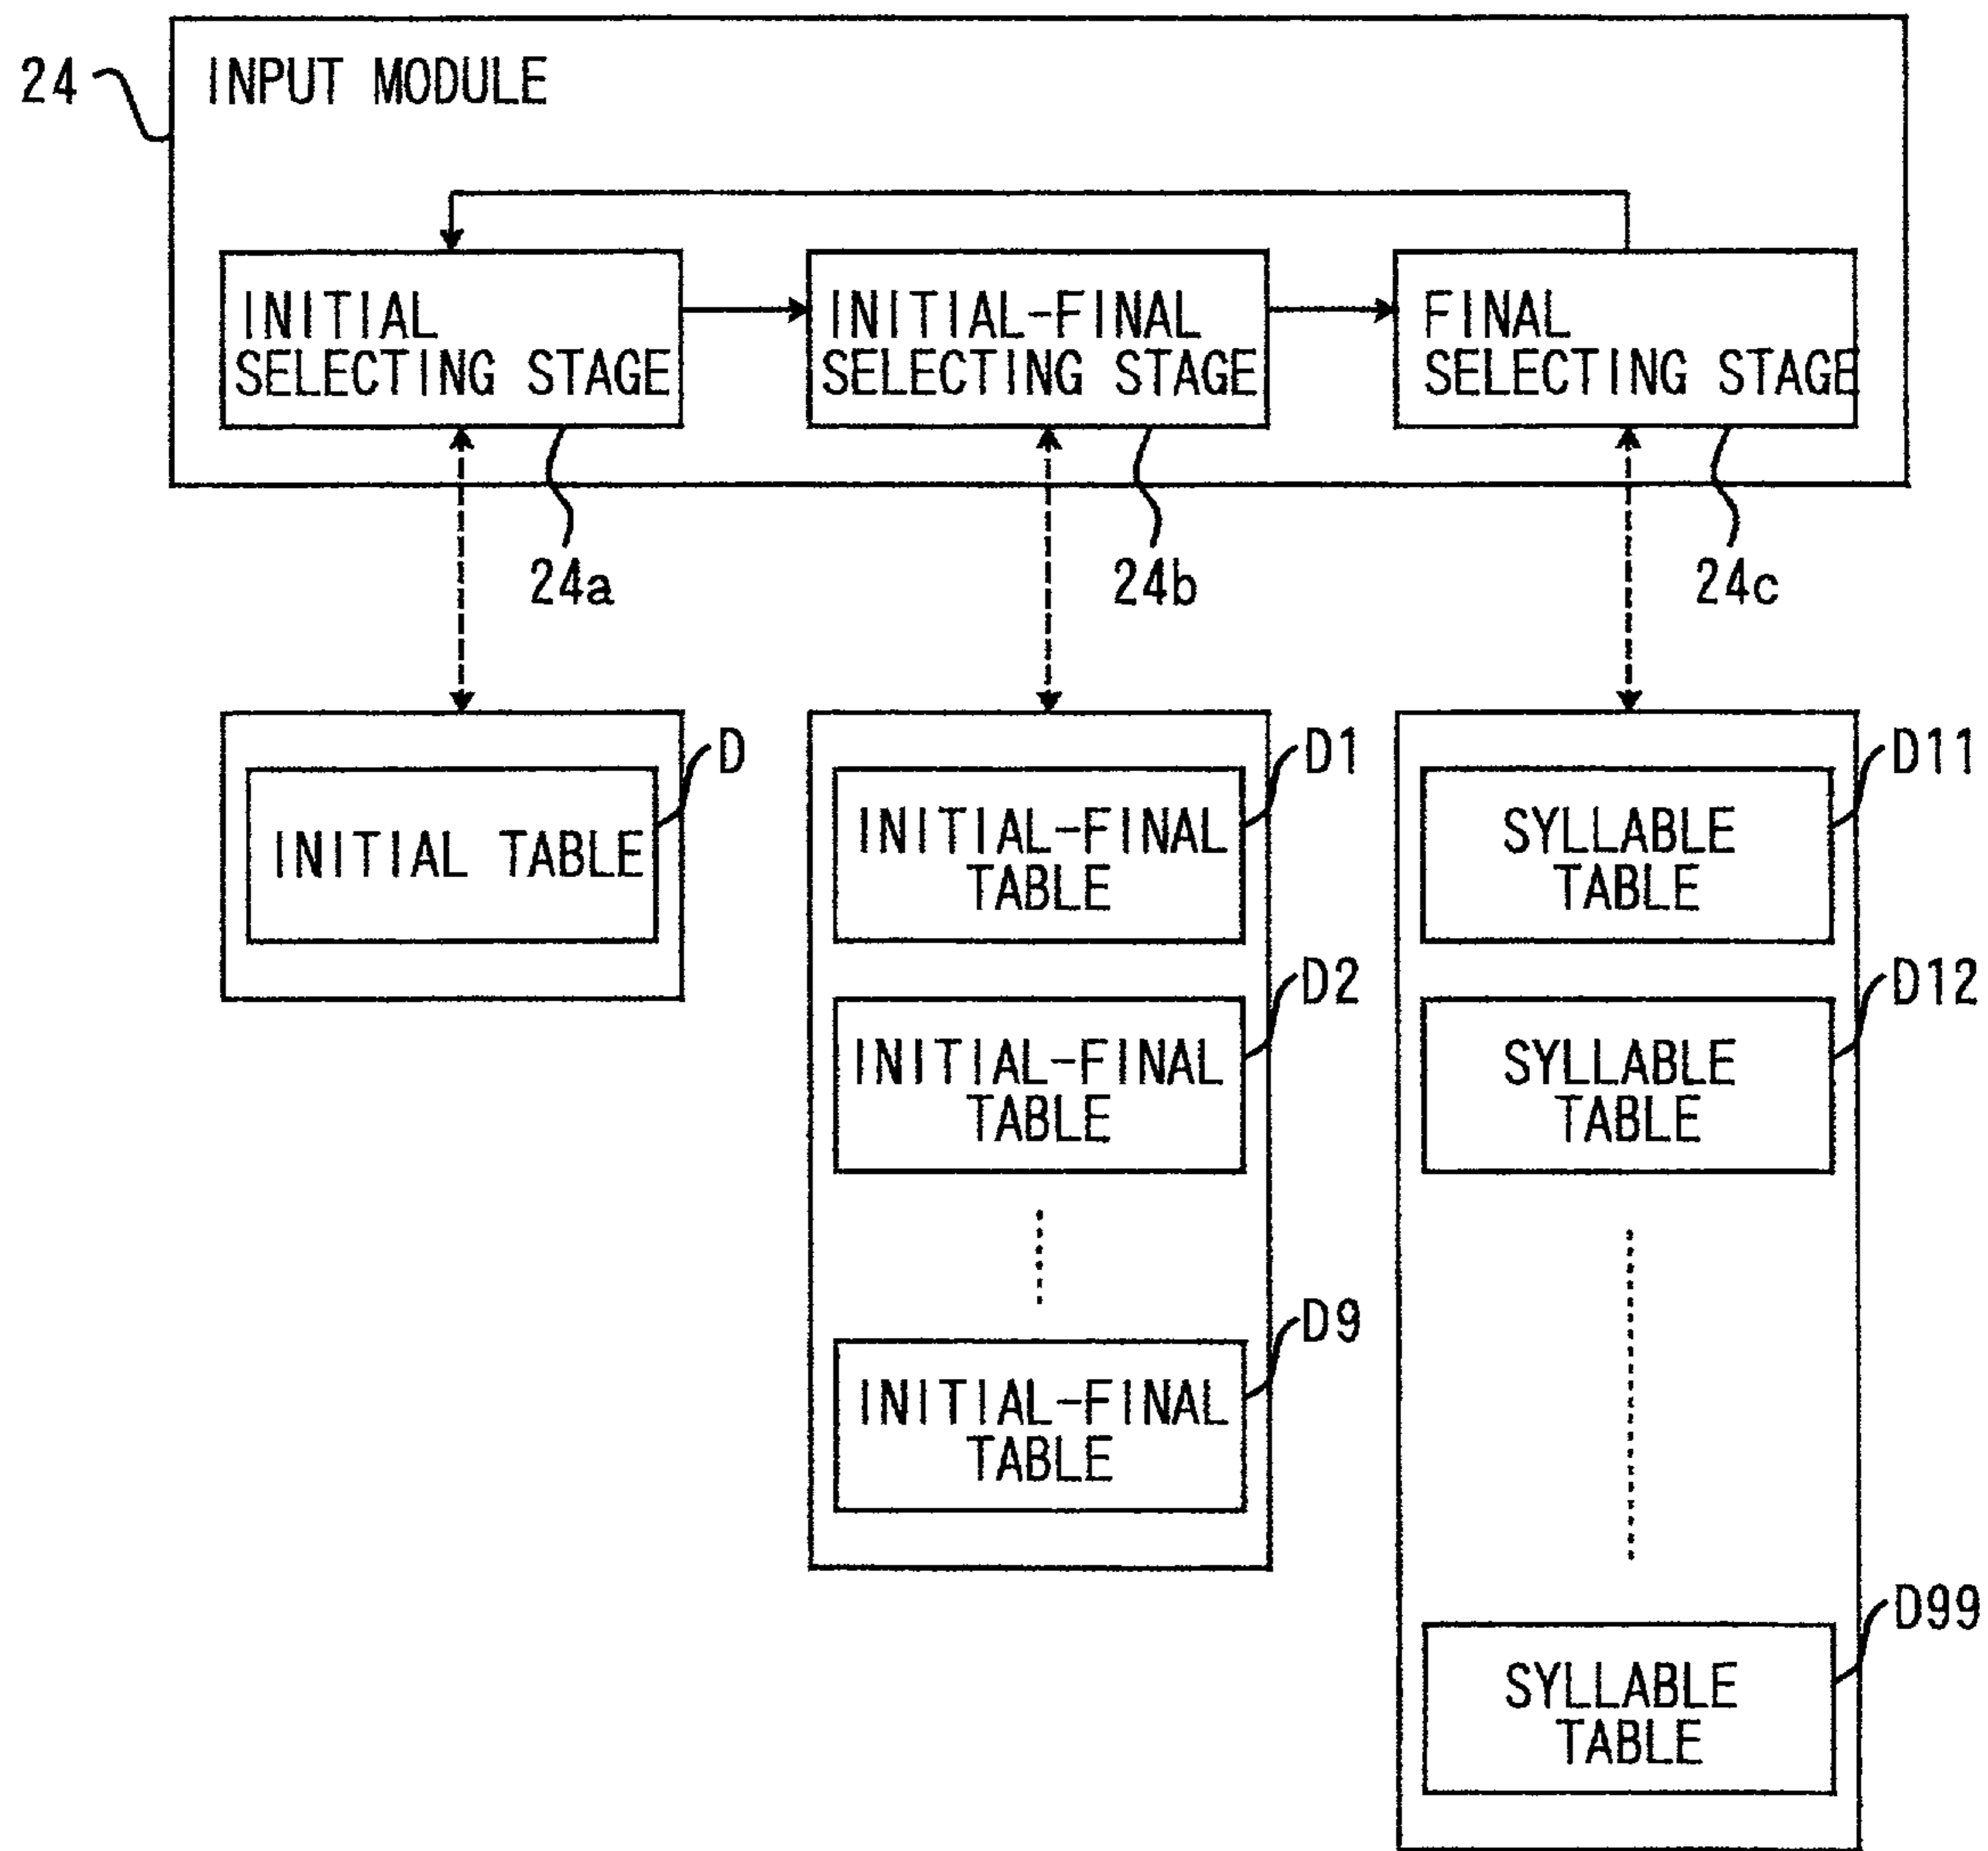 24
INPUT MODULE
INITIAL
SELECTING STAGE
INITIAL-FINAL
SELECTING STAGE
FINAL
SELECTING STAGE
24a
24b
24c
D
INITIAL TABLE
D1
INITIAL-FINAL
TABLE
D2
INITIAL-FINAL
TABLE
D9
INITIAL-FINAL
TABLE
D11
SYLLABLE
TABLE
D12
SYLLABLE
TABLE
D99
SYLLABLE
TABLE